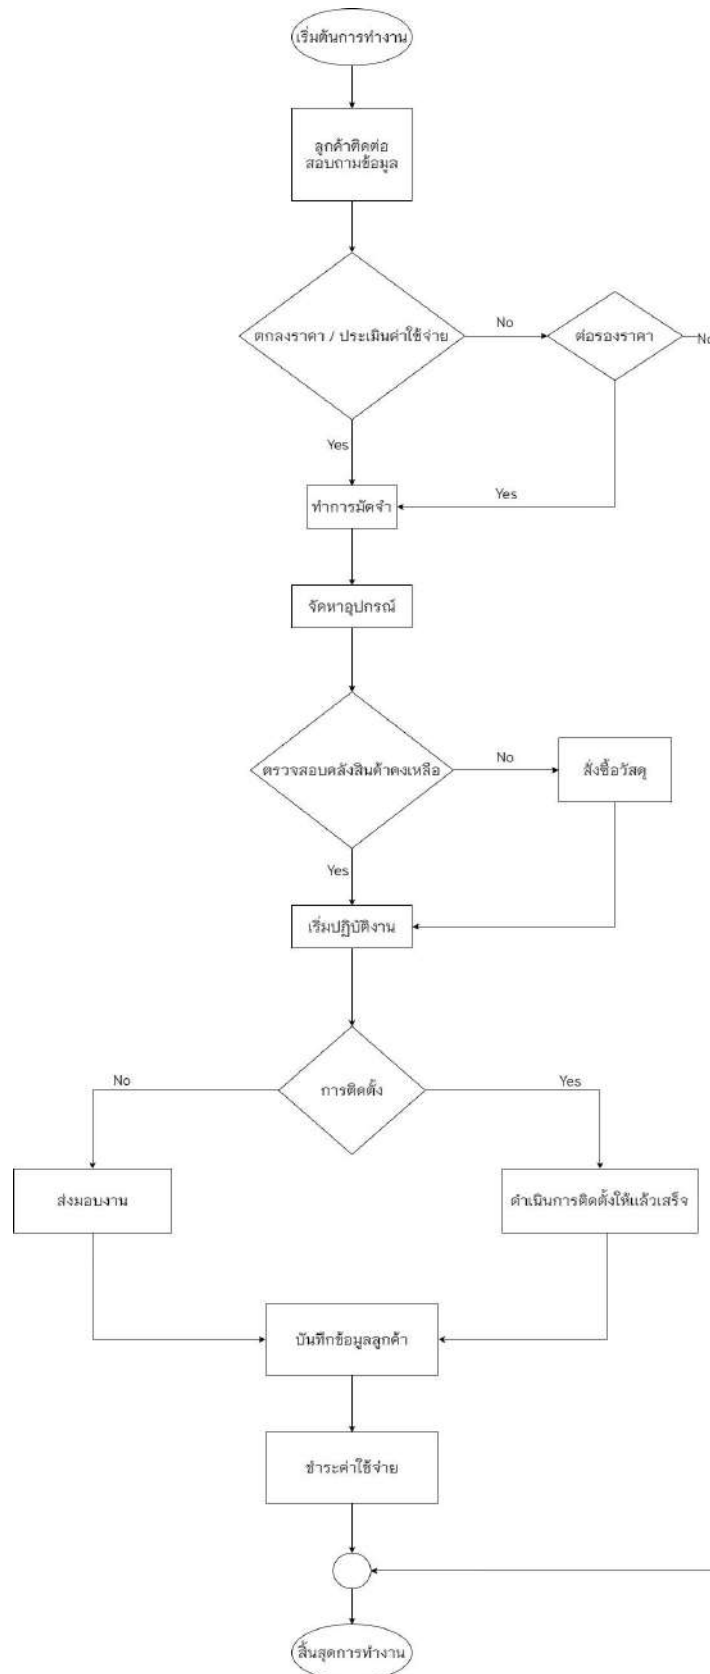 เริ่มต้นการทำงาน
ลูกค้าติดต่อ
สอบถามข้อมูล
ตกลงราคา / ประเมินค่าใช้จ่าย
No
ต่อรองราคา
No
Yes
ทำการมัดจำ
Yes
จัดหาอุปกรณ์
ตรวจสอบคลังสินค้าคงเหลือ
No
สั่งซื้อวัสดุ
Yes
เริ่มปฏิบัติงาน
No
การติดตั้ง
Yes
ส่งมอบงาน
ดำเนินการติดตั้งให้แล้วเสร็จ
บันทึกข้อมูลลูกค้า
ชำระค่าใช้จ่าย
สิ้นสุดการทำงาน